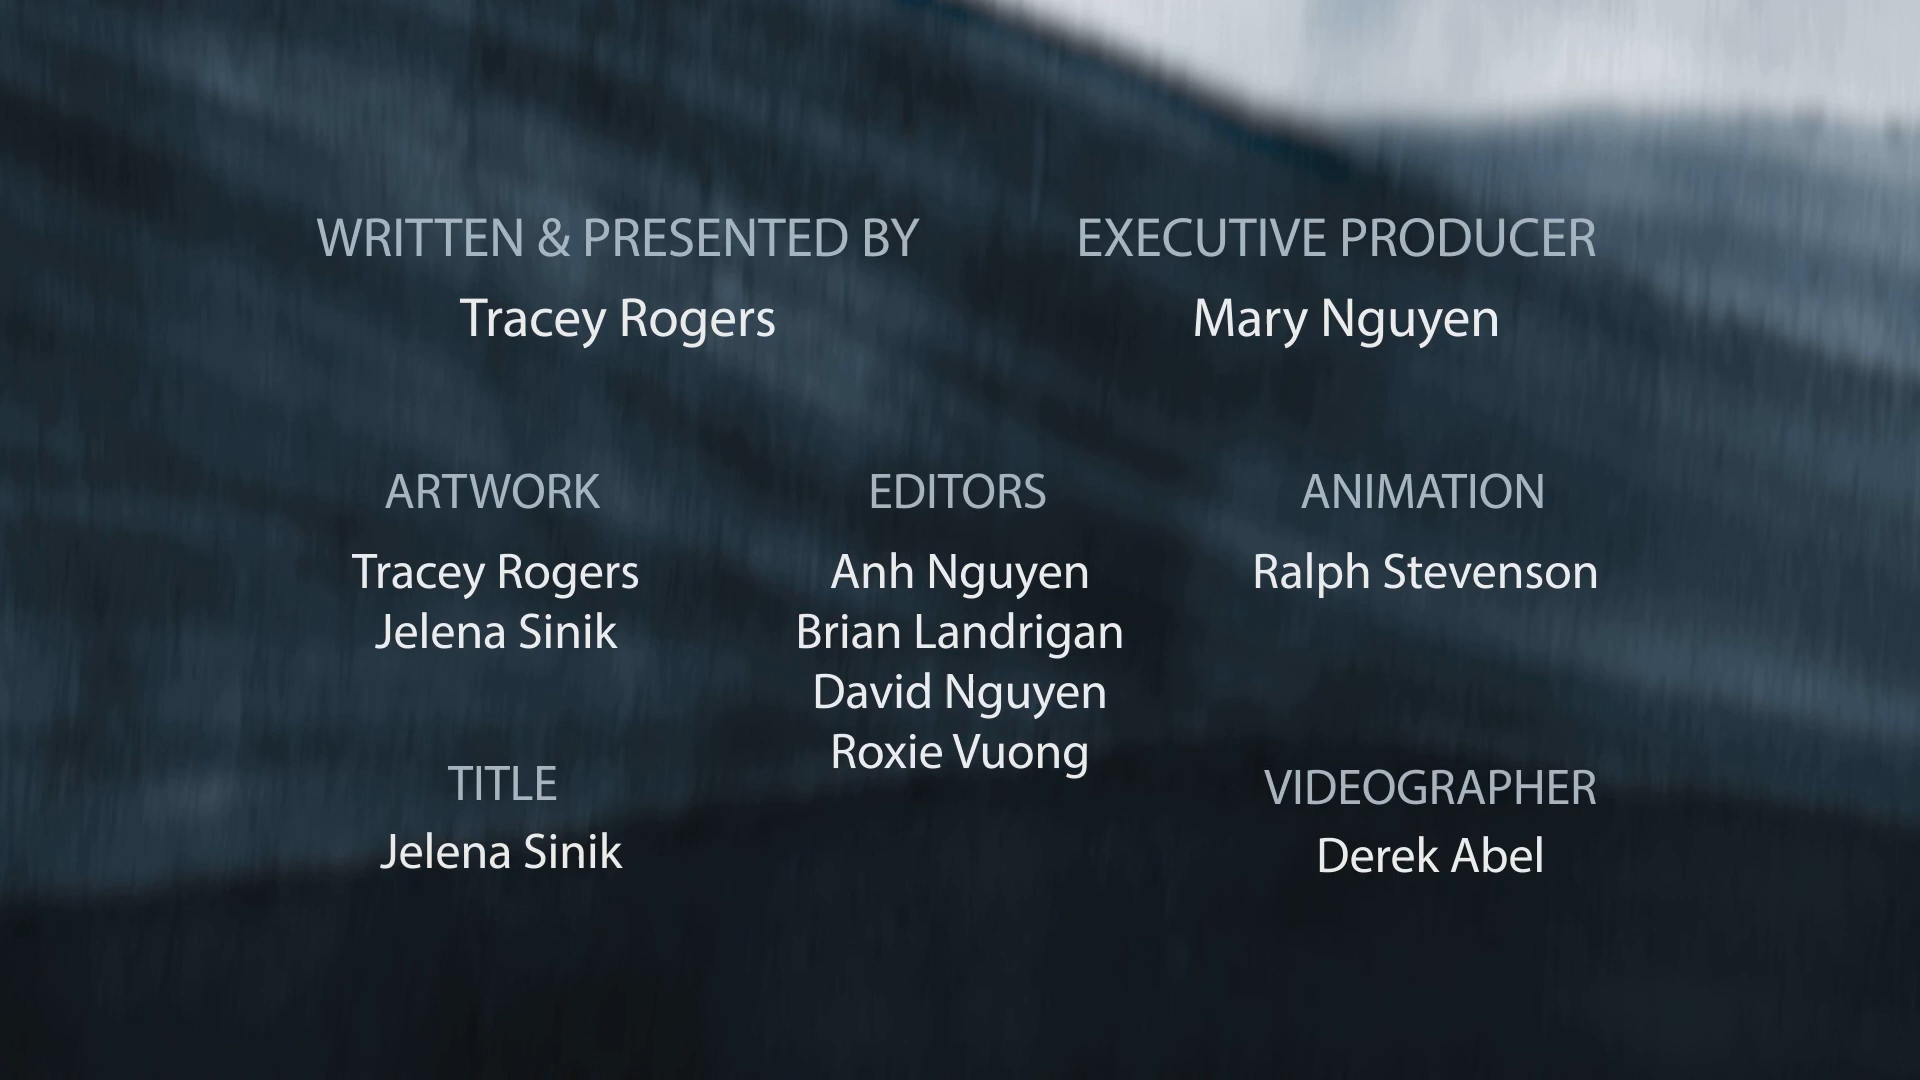 WRITTEN & PRESENTED BY
Tracey Rogers
EXECUTIVE PRODUCER
Mary Nguyen
ARTWORK
Tracey Rogers
Jelena Sinik
EDITORS
Anh Nguyen
Brian Landrigan
David Nguyen
Roxie Vuong
ANIMATION
Ralph Stevenson
TITLE
Jelena Sinik
VIDEOGRAPHER
Derek Abel